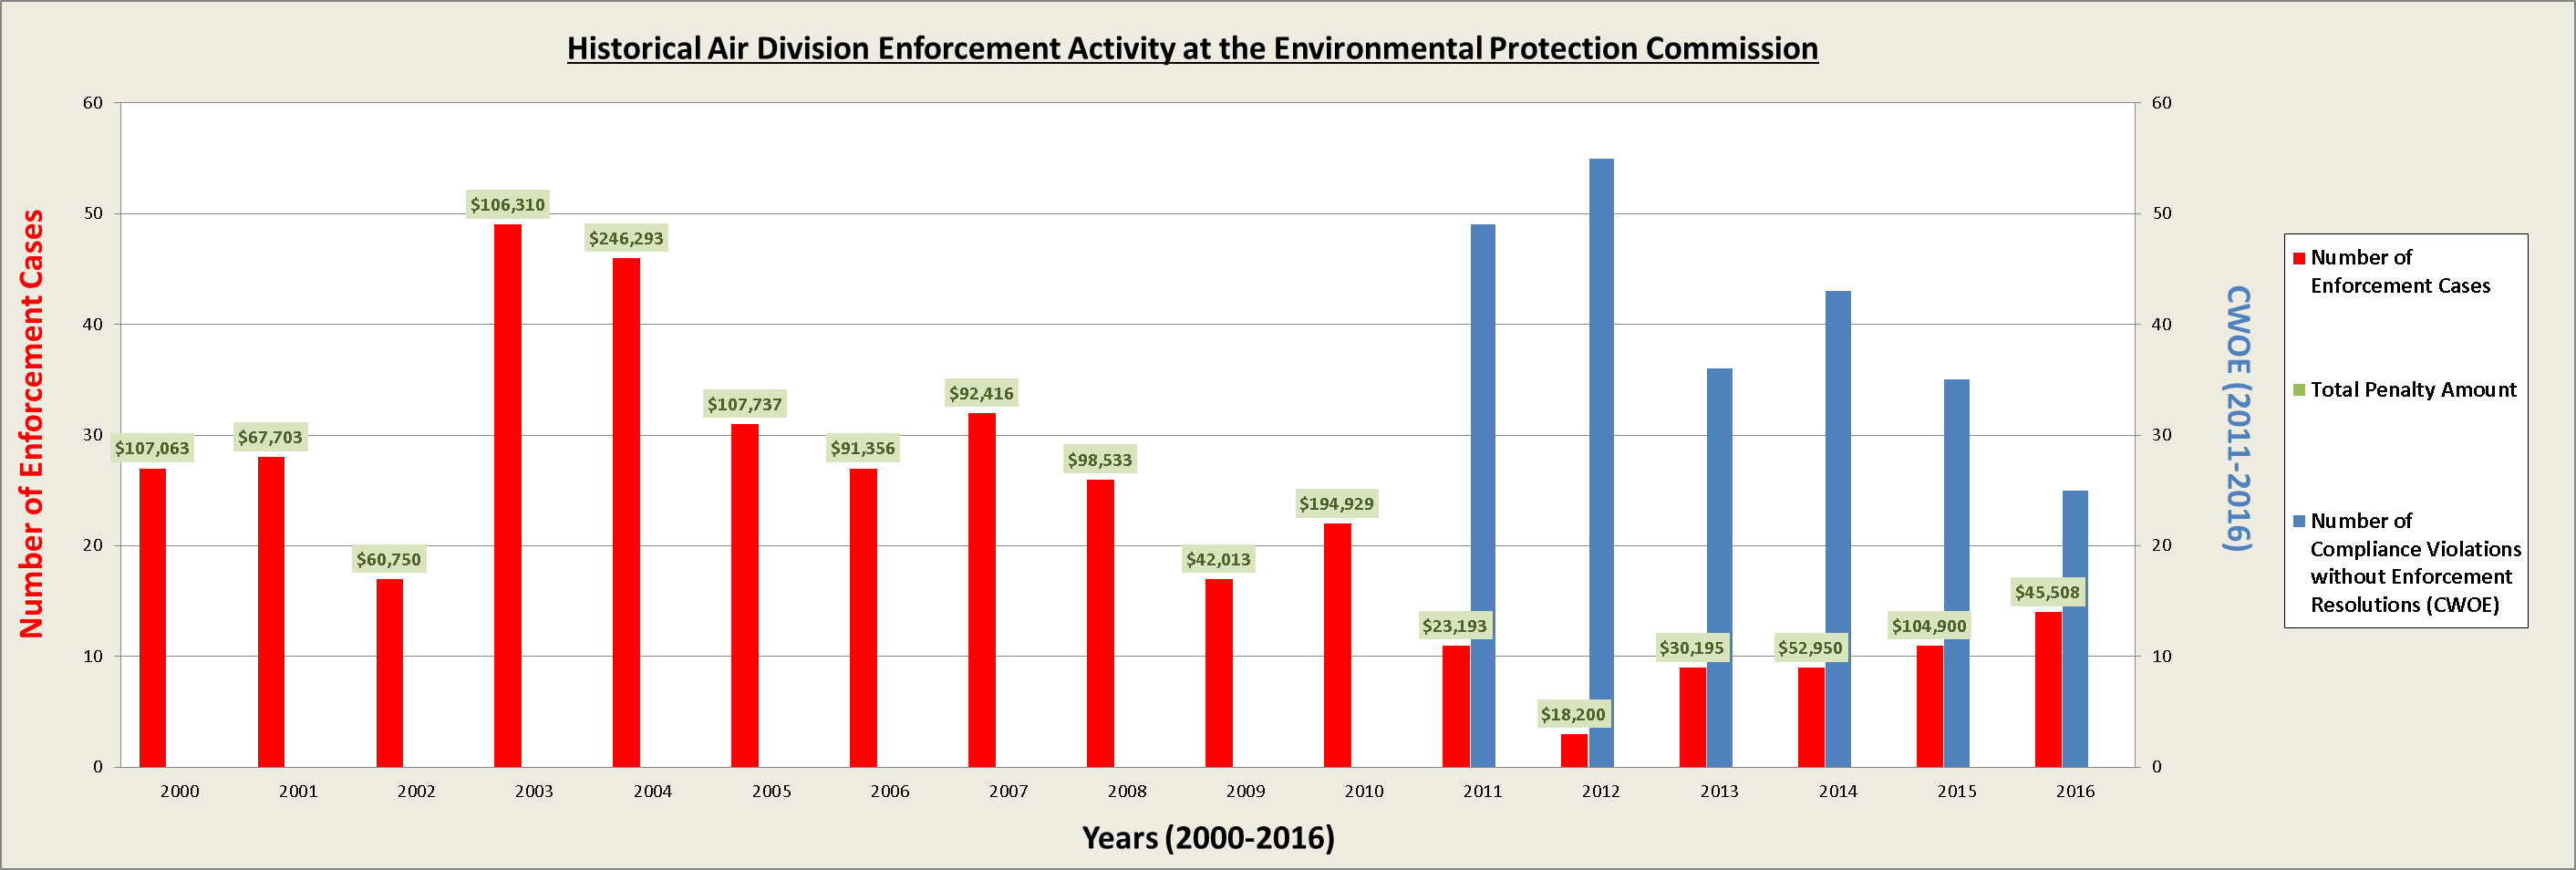 Historical Air Division Enforcement Activity at the Environmental Protection Commission
Number of Enforcement Cases
60
50
40
30
20
10
0
$107,063
$67,703
$60,750
$106,310
$246,293
$107,737
$91,356
$92,416
$98,533
$42,013
$194,929
$23,193
$18,200
$30,195
$52,950
$104,900
$45,508
2000 2001 2002 2003 2004 2005 2006 2007 2008 2009 2010 2011 2012 2013 2014 2015 2016
Years (2000-2016)
60
50
40
30
20
10
0
CWOE (2011-2016)
Number of
Enforcement Cases
Total Penalty Amount
Number of
Compliance Violations
without Enforcement
Resolutions (CWOE)